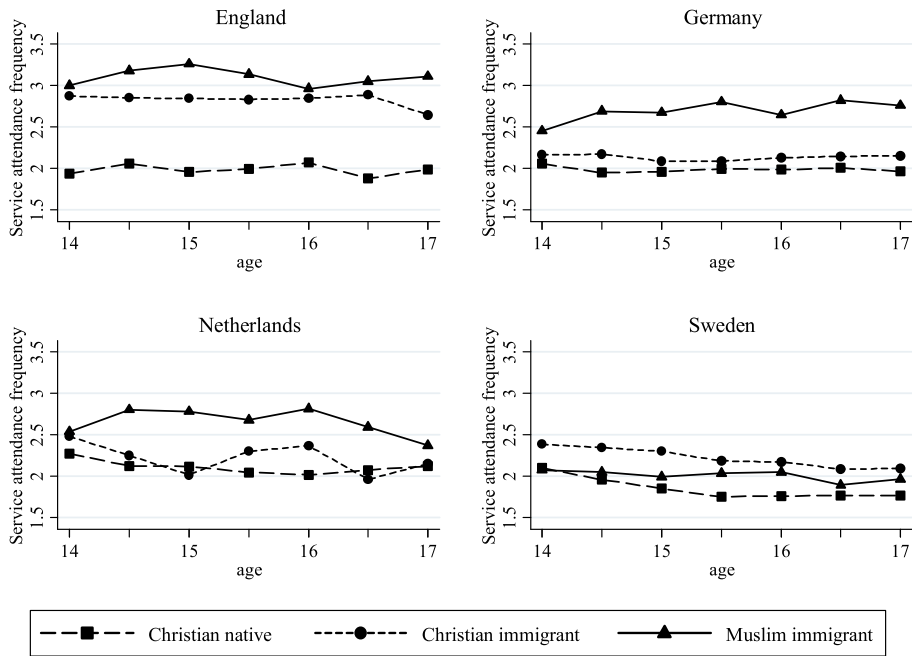 England
Service attendance frequency
3.5
3
2.5
2
1.5
14 15 16 17
age
Germany
Service attendance frequency
3.5
3
2.5
2
1.5
14 15 16 17
age
Netherlands
Service attendance frequency
3.5
3
2.5
2
1.5
14 15 16 17
age
Sweden
Service attendance frequency
3.5
3
2.5
2
1.5
14 15 16 17
age
Christian native Christian immigrant Muslim immigrant